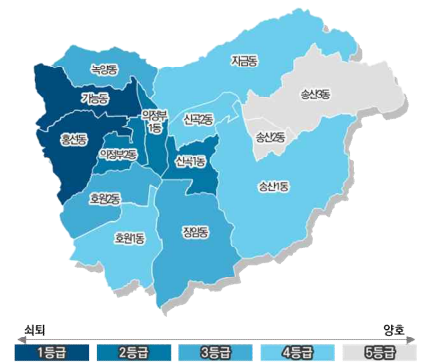 녹양동
자금동
가능동
송산3동
의정부
1동
신곡2동
흥선동
송산2동
의정부2동
신곡1동
송산1동
호원2동
호원1동
장암동
쇠퇴
양호
1등급
2등급
3등급
4등급
5등급